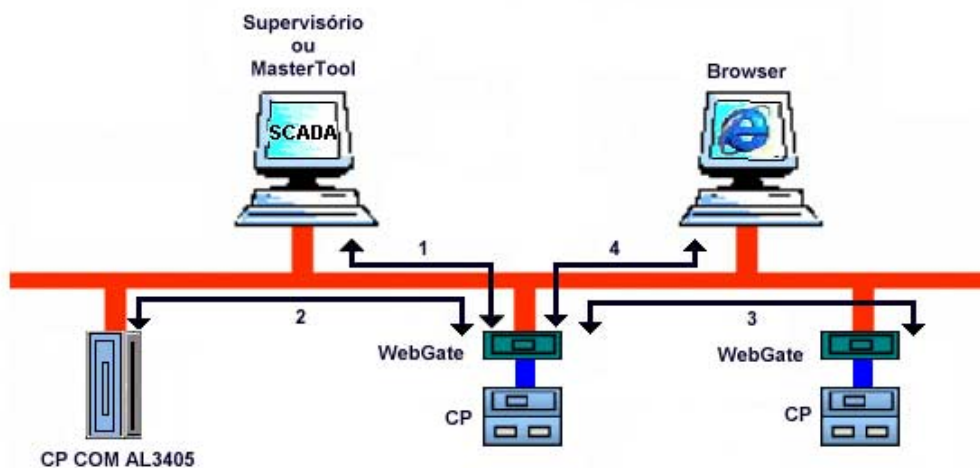 Supervisório
ou
MasterTool
Browser
SCADA
1
4
2
3
WebGate
WebGate
CP
CP
CP COM AL3405